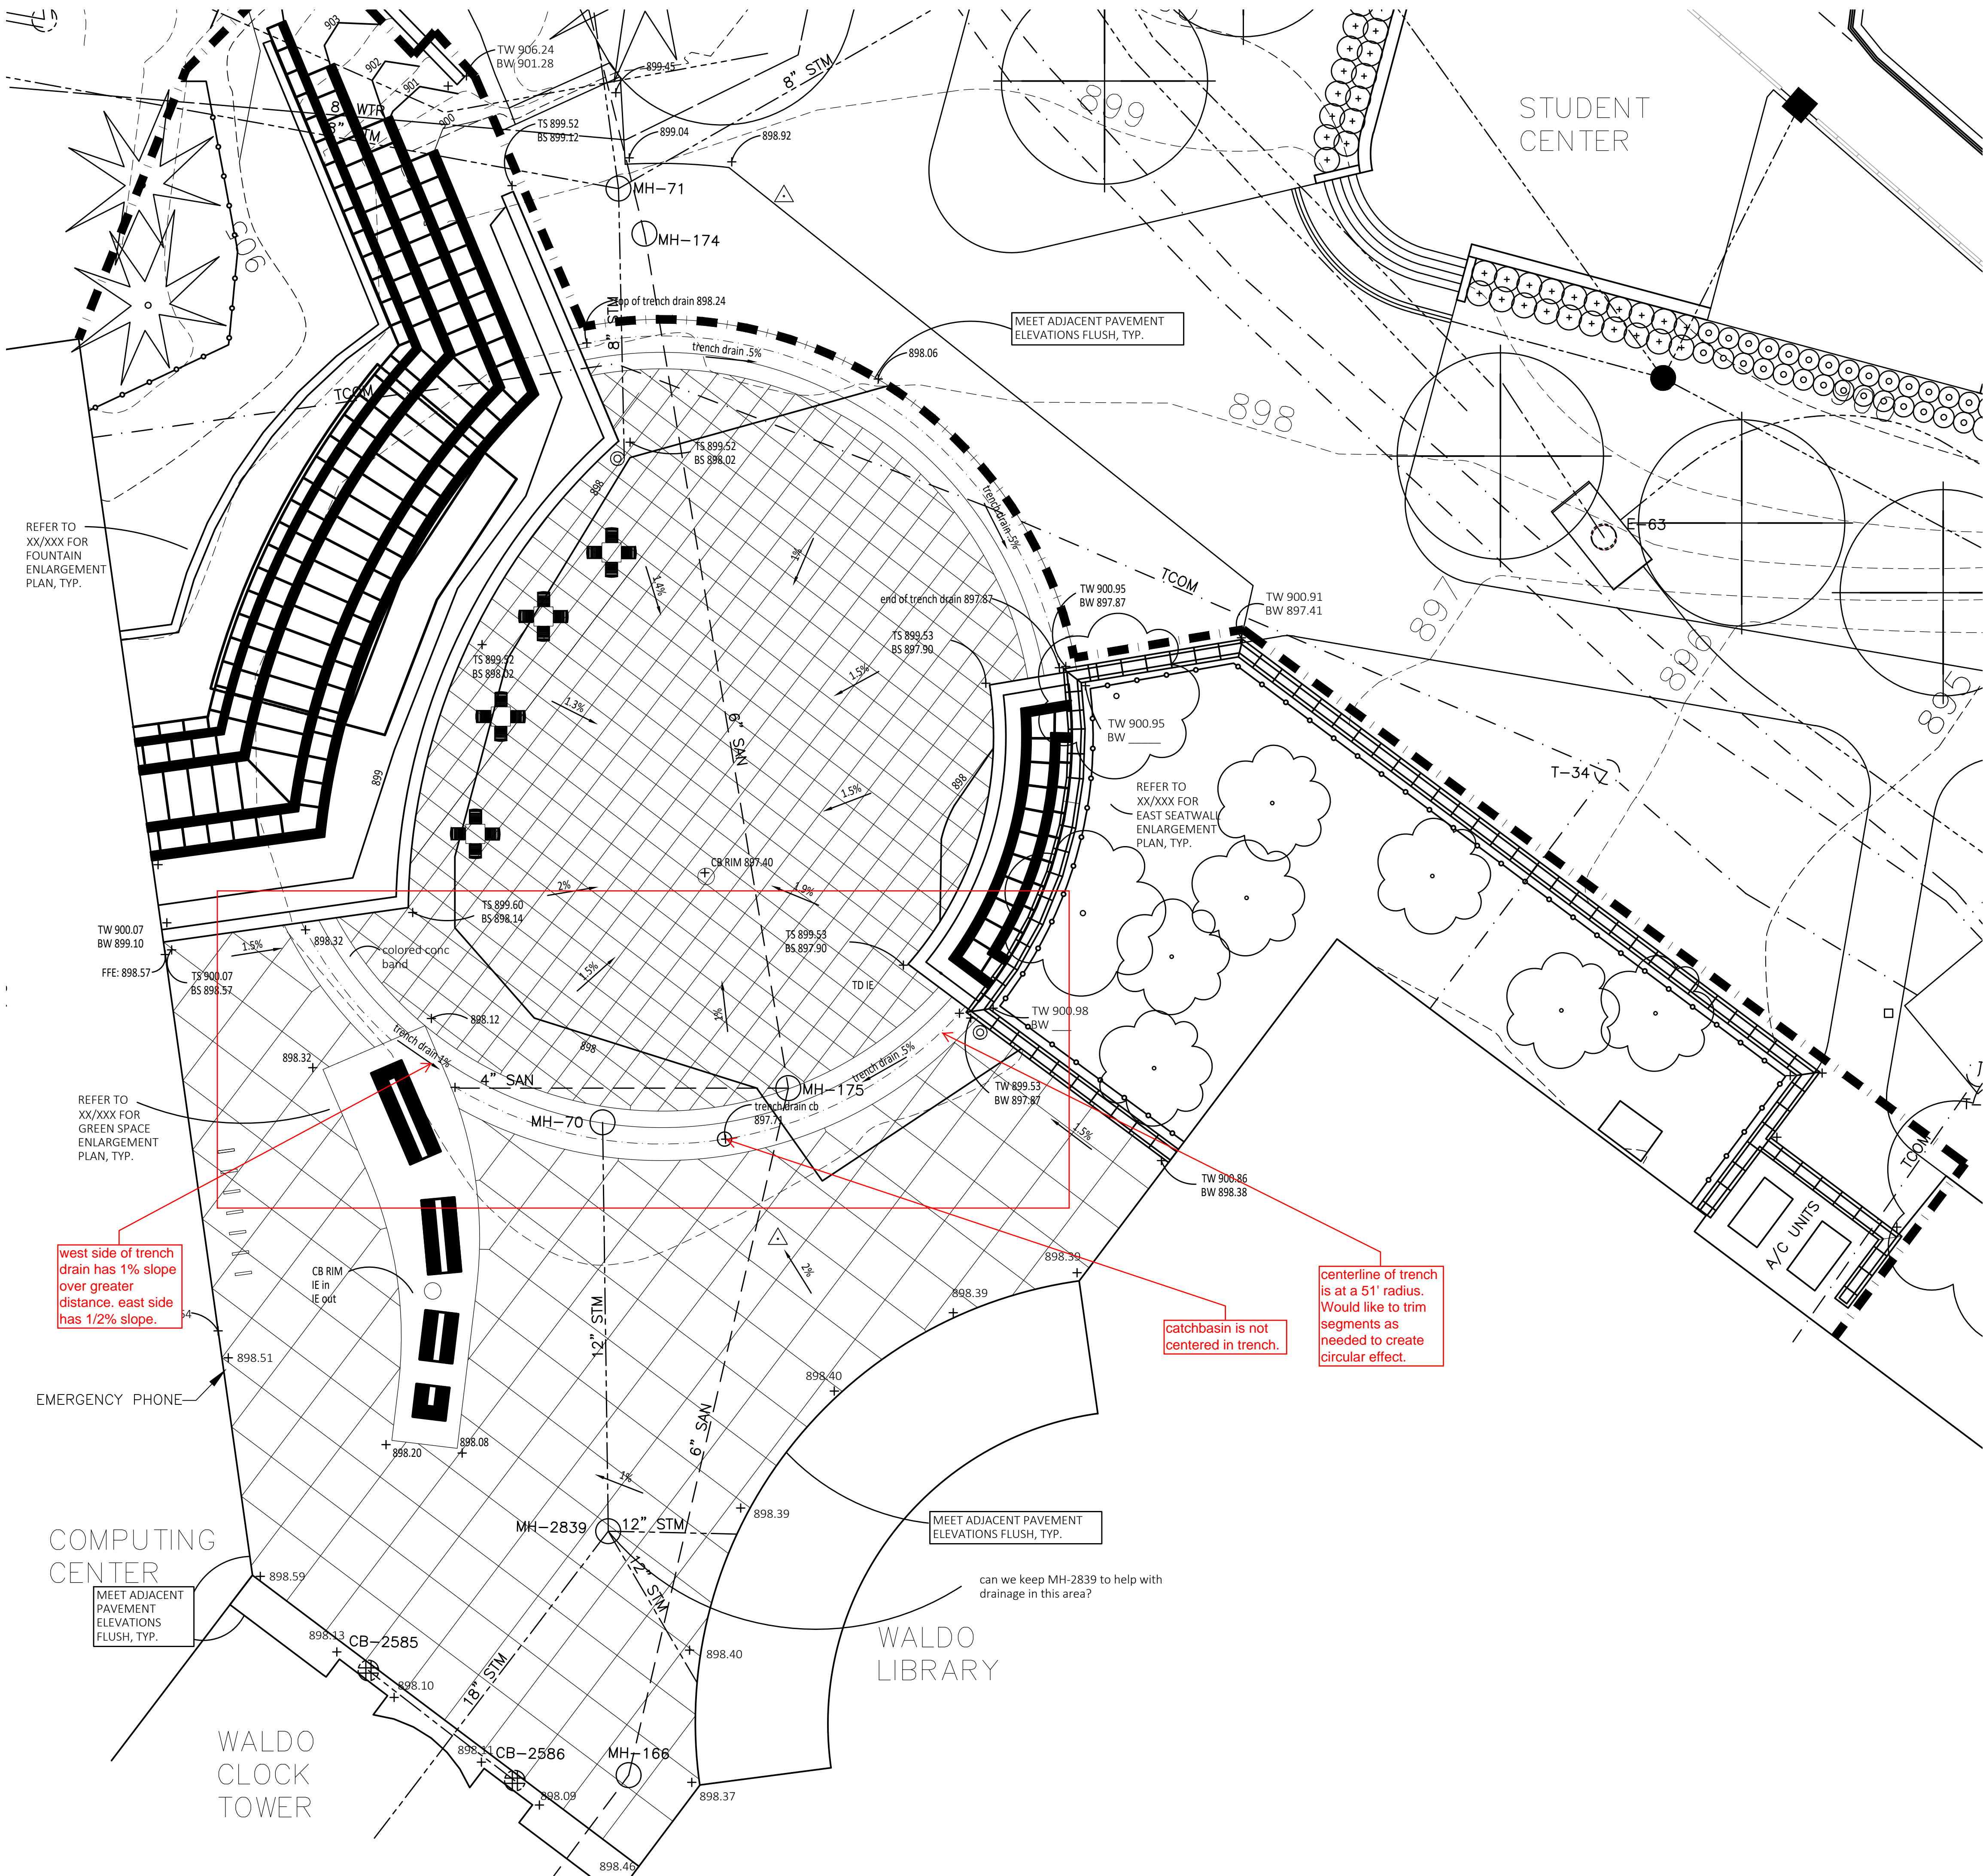 903
902
901
900
TW 906.24
BW 901.28
899.45
8" STM
899
STUDENT
CENTER
TS 899.52
BS 899.12
899.04
898.92
MH-71
MH-174
906
top of trench drain 898.24
8" STM
MEET ADJACENT PAVEMENT
ELEVATIONS FLUSH, TYP.
trench drain .5%
898.06
TCOM
898
TS 899.52
BS 898.02
898
REFER TO
XX/XXX FOR
FOUNTAIN
ENLARGEMENT
PLAN, TYP.
trench drain .5%
E-63
1%
1.4%
TCOM
end of trench drain 897.87
TW 900.95
BW 897.87
TW 900.91
BW 897.41
897
896
895
TS 899.53
BS 897.90
TS 899.52
BS 898.02
1.5%
1.3%
6" SAN
TW 900.95
BW _____
899
898
1.5%
T-34
REFER TO
XX/XXX FOR
EAST SEATWALL
ENLARGEMENT
PLAN, TYP.
CB RIM 897.40
2%
1.9%
TS 899.60
BS 898.14
TW 900.07
BW 899.10
1.5%
898.32
colored conc
band
TS 899.53
BS 897.90
FFE: 898.57
TS 900.07
BS 898.57
1.5%
TD IE
898.12
1%
TW 900.98
BW ___
trench drain 1%
898
898.32
4" SAN
trench drain .5%
MH-175
TW 899.53
BW 897.87
REFER TO
XX/XXX FOR
GREEN SPACE
ENLARGEMENT
PLAN, TYP.
MH-70
trench drain cb
897.71
1.5%
TCOM
TW 900.86
BW 898.38
A/C UNITS
west side of trench
drain has 1% slope
over greater
distance. east side
has 1/2% slope.
CB RIM
IE in
IE out
2%
898.39
898.39
centerline of trench
is at a 51' radius.
Would like to trim
segments as
needed to create
circular effect.
catchbasin is not
centered in trench.
12" STM
898.51
898.40
EMERGENCY PHONE
6" SAN
898.20
898.08
1%
898.39
MH-2839
12" STM
MEET ADJACENT PAVEMENT
ELEVATIONS FLUSH, TYP.
COMPUTING
CENTER
12" STM
can we keep MH-2839 to help with
drainage in this area?
898.59
MEET ADJACENT
PAVEMENT
ELEVATIONS
FLUSH, TYP.
898.13
CB-2585
898.40
WALDO
LIBRARY
18" STM
898.10
WALDO
CLOCK
TOWER
898.11
CB-2586
MH-166
898.09
898.37
898.46